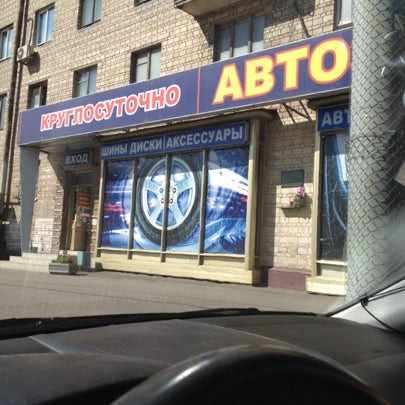 КРУГЛОСУТОЧНО АВТО
ВХОД ШИНЫ ДИСКИ АКСЕССУАРЫ АВТ